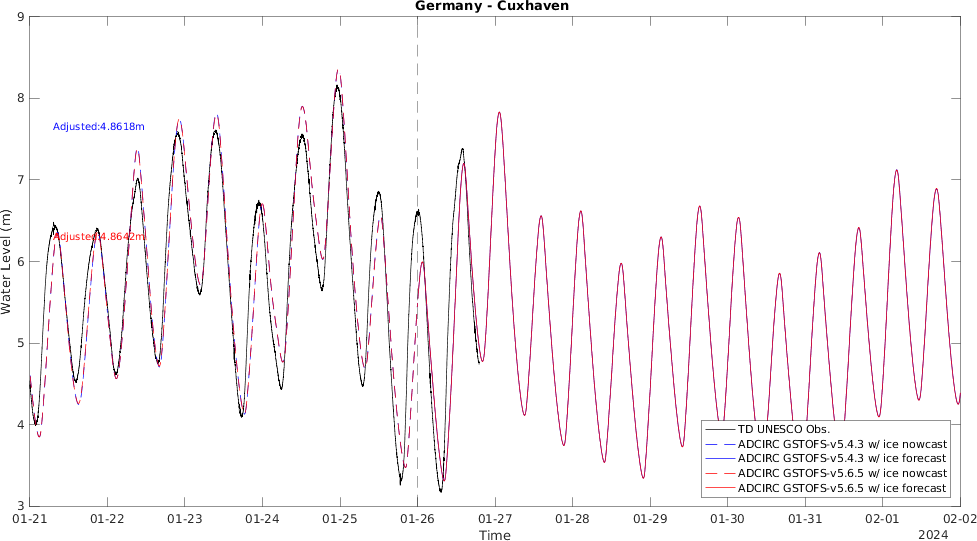 Germany - Cuxhaven
9
8
7
6
5
4
3
Water Level (m)
Adjusted:4.8618m
Adjusted:4.8642m
TD UNESCO Obs.
ADCIRC GSTOFS-v5.4.3 w/ ice nowcast
ADCIRC GSTOFS-v5.4.3 w/ ice forecast
ADCIRC GSTOFS-v5.6.5 w/ ice nowcast
ADCIRC GSTOFS-v5.6.5 w/ ice forecast
01-21 01-22 01-23 01-24 01-25 01-26 01-27 01-28 01-29 01-30 01-31 02-01 02-02
Time
2024